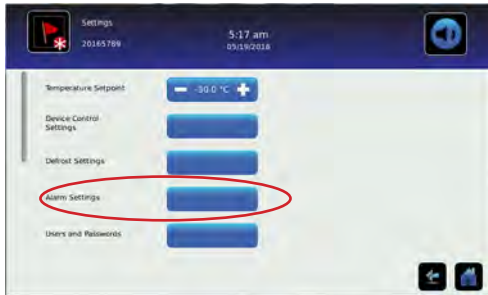 Settings
20165769
5:17 am
05/19/2018
Temperature Setpoint
-30.0 °C
Device Control
Settings
Defrost Settings
Alarm Settings
Users and Passwords